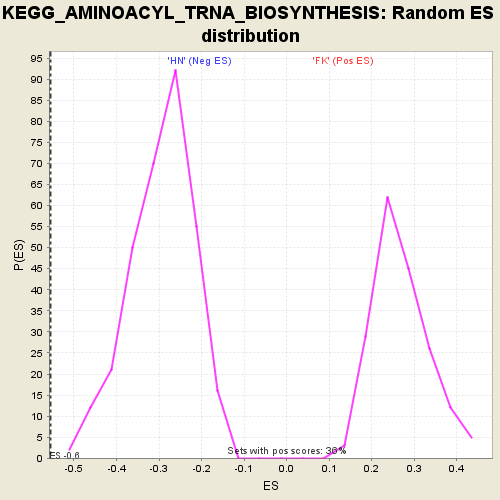 KEGG_AMINOACYL_TRNA_BIOSYNTHESIS: Random ES
distribution
'HN' (Neg ES) 'FK' (Pos ES)
95
90
85
80
75
70
65
60
55
50
45
40
35
30
25
20
15
10
5
0
P(ES)
ES -0.6
Sets with pos scores: 36%
-0.5 -0.4 -0.3 -0.2 -0.1 0.0 0.1 0.2 0.3 0.4
ES